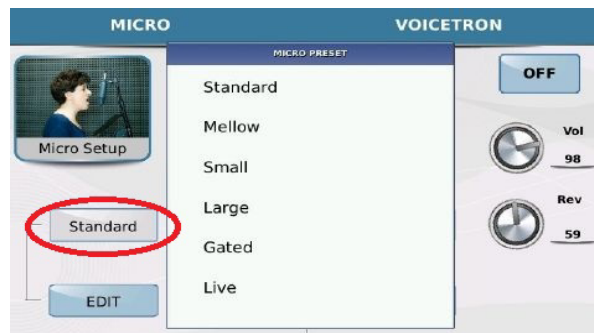 MICRO
VOICETRON
MICRO PRESET
Standard
Mellow
Small
Large
Gated
Live
Micro Setup
Standard
EDIT
OFF
Vol
98
Rev
59